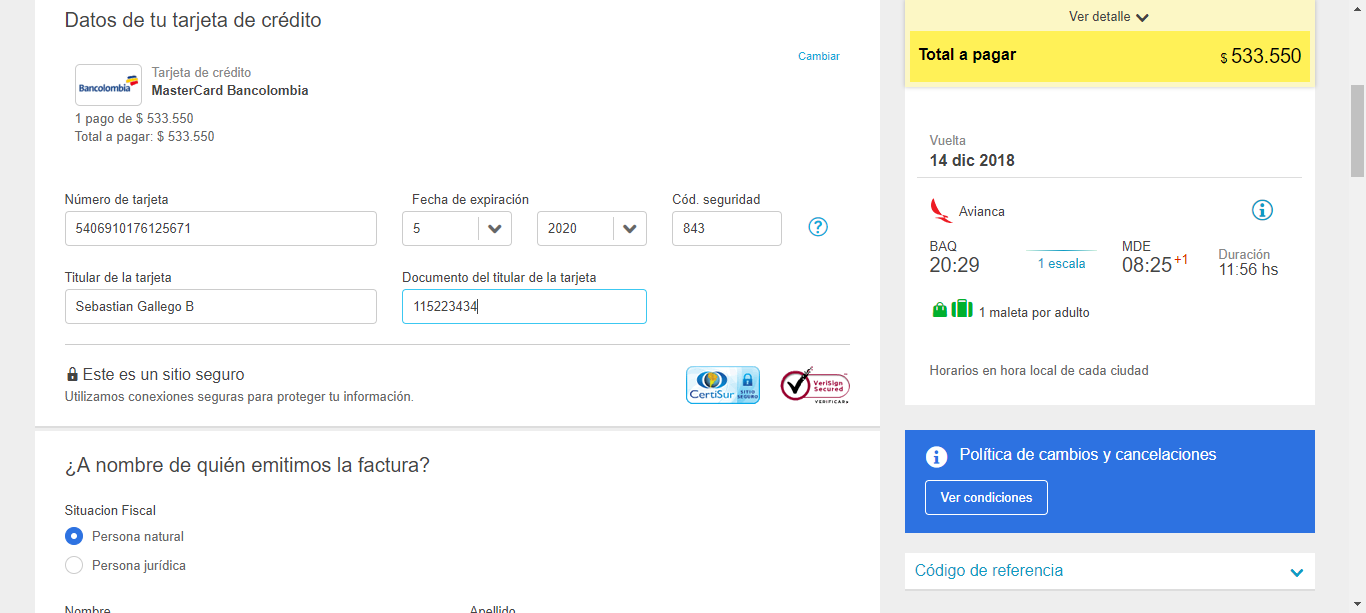 Datos de tu tarjeta de crédito
Cambiar
Bancolombia
Tarjeta de crédito
MasterCard Bancolombia
1 pago de $ 533.550
Total a pagar: $ 533.550
Número de tarjeta
Fecha de expiración
Cód. seguridad
5406910176125671
5
2020
843
?
Titular de la tarjeta
Documento del titular de la tarjeta
Sebastian Gallego B
115223434
Este es un sitio seguro
Utilizamos conexiones seguras para proteger tu información.
CertiSur
SITIO
SEGURO
VeriSign
Secured
VERIFICAR
¿A nombre de quién emitimos la factura?
Situacion Fiscal
Persona natural
Persona jurídica
Nombre
Apellido
Ver detalle
Total a pagar
$ 533.550
Vuelta
14 dic 2018
Avianca
BAQ
20:29
1 escala
MDE
08:25 +1
Duración
11:56 hs
1 maleta por adulto
Horarios en hora local de cada ciudad
Política de cambios y cancelaciones
Ver condiciones
Código de referencia